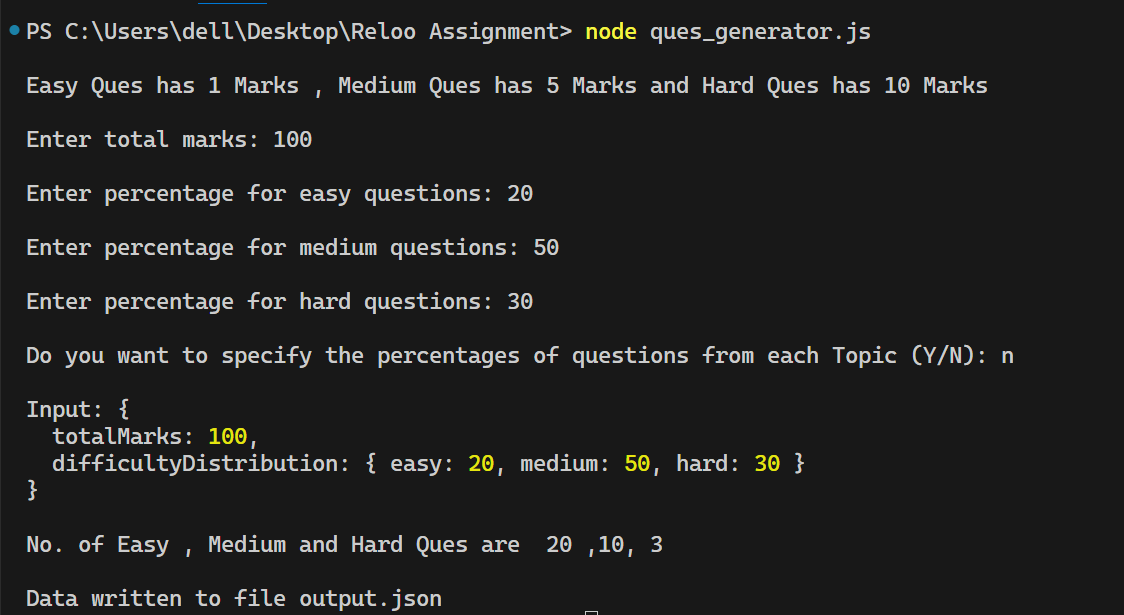 PS C:\Users\dell\Desktop\Reloo Assignment> node ques_generator.js
Easy Ques has 1 Marks , Medium Ques has 5 Marks and Hard Ques has 10 Marks
Enter total marks: 100
Enter percentage for easy questions: 20
Enter percentage for medium questions: 50
Enter percentage for hard questions: 30
Do you want to specify the percentages of questions from each Topic (Y/N): n
Input: {
  totalMarks: 100,
  difficultyDistribution: { easy: 20, medium: 50, hard: 30 }
}
No. of Easy , Medium and Hard Ques are  20 ,10, 3
Data written to file output.json